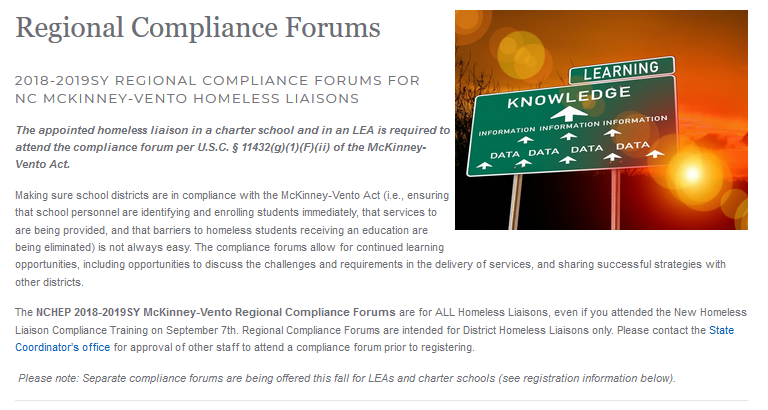 Regional Compliance Forums
2018-2019SY REGIONAL COMPLIANCE FORUMS FOR
NC MCKINNEY-VENTO HOMELESS LIAISONS
The appointed homeless liaison in a charter school and in an LEA is required to
attend the compliance forum per U.S.C. § 11432(g)(1)(F)(ii) of the McKinney-
Vento Act.
Making sure school districts are in compliance with the McKinney-Vento Act (i.e., ensuring
that school personnel are identifying and enrolling students immediately, that services to
are being provided, and that barriers to homeless students receiving an education are
being eliminated) is not always easy. The compliance forums allow for continued learning
opportunities, including opportunities to discuss the challenges and requirements in the delivery of services, and sharing successful strategies with
other districts.
The NCHEP 2018-2019SY McKinney-Vento Regional Compliance Forums are for ALL Homeless Liaisons, even if you attended the New Homeless
Liaison Compliance Training on September 7th. Regional Compliance Forums are intended for District Homeless Liaisons only. Please contact the State
Coordinator's office for approval of other staff to attend a compliance forum prior to registering.
Please note: Separate compliance forums are being offered this fall for LEAs and charter schools (see registration information below).
LEARNING
KNOWLEDGE
INFORMATION INFORMATION INFORMATION
DATA DATA DATA DATA